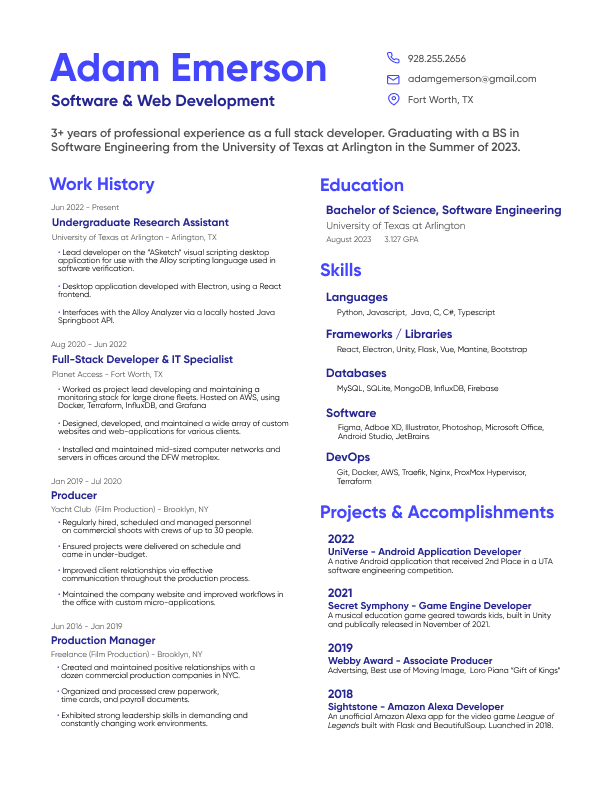 Adam Emerson
Software & Web Development
928.255.2656
adamgemerson@gmail.com
Fort Worth, TX
3+ years of professional experience as a full stack developer. Graduating with a BS in
Software Engineering from the University of Texas at Arlington in the Summer of 2023.
Work History
Jun 2022 - Present
Undergraduate Research Assistant
University of Texas at Arlington - Arlington, TX
• Lead developer on the "ASketch" visual scripting desktop
application for use with the Alloy scripting language used in
software verification.
• Desktop application developed with Electron, using a React
frontend.
• Interfaces with the Alloy Analyzer via a locally hosted Java
Springboot API.
Aug 2020 - Jun 2022
Full-Stack Developer & IT Specialist
Planet Access - Fort Worth, TX
• Worked as project lead developing and maintaining a
monitoring stack for large drone fleets. Hosted on AWS, using
Docker, Terraform, InfluxDB, and Grafana
• Designed, developed, and maintained a wide array of custom
websites and web-applications for various clients.
• Installed and maintained mid-sized computer networks and
servers in offices around the DFW metroplex.
Jan 2019 - Jul 2020
Producer
Yacht Club (Film Production) - Brooklyn, NY
• Regularly hired, scheduled and managed personnel
on commercial shoots with crews of up to 30 people.
• Ensured projects were delivered on schedule and
came in under-budget.
• Improved client relationships via effective
communication throughout the production process.
• Maintained the company website and improved workflows in
the office with custom micro-applications.
Jun 2016 - Jan 2019
Production Manager
Freelance (Film Production) - Brooklyn, NY
• Created and maintained positive relationships with a
dozen commercial production companies in NYC.
• Organized and processed crew paperwork,
time cards, and payroll documents.
• Exhibited strong leadership skills in demanding and
constantly changing work environments.
Education
Bachelor of Science, Software Engineering
University of Texas at Arlington
August 2023 3.127 GPA
Skills
Languages
Python, Javascript, Java, C, C#, Typescript
Frameworks / Libraries
React, Electron, Unity, Flask, Vue, Mantine, Bootstrap
Databases
MySQL, SQLite, MongoDB, InfluxDB, Firebase
Software
Figma, Adboe XD, Illustrator, Photoshop, Microsoft Office,
Android Studio, JetBrains
DevOps
Git, Docker, AWS, Traefik, Nginx, ProxMox Hypervisor,
Terraform
Projects & Accomplishments
2022
UniVerse - Android Application Developer
A native Android application that received 2nd Place in a UTA
software engineering competition.
2021
Secret Symphony - Game Engine Developer
A musical education game geared towards kids, built in Unity
and publically released in November of 2021.
2019
Webby Award - Associate Producer
Advertsing, Best use of Moving Image, Loro Piana "Gift of Kings"
2018
Sightstone - Amazon Alexa Developer
An unofficial Amazon Alexa app for the video game League of
Legends built with Flask and BeautifulSoup. Luanched in 2018.